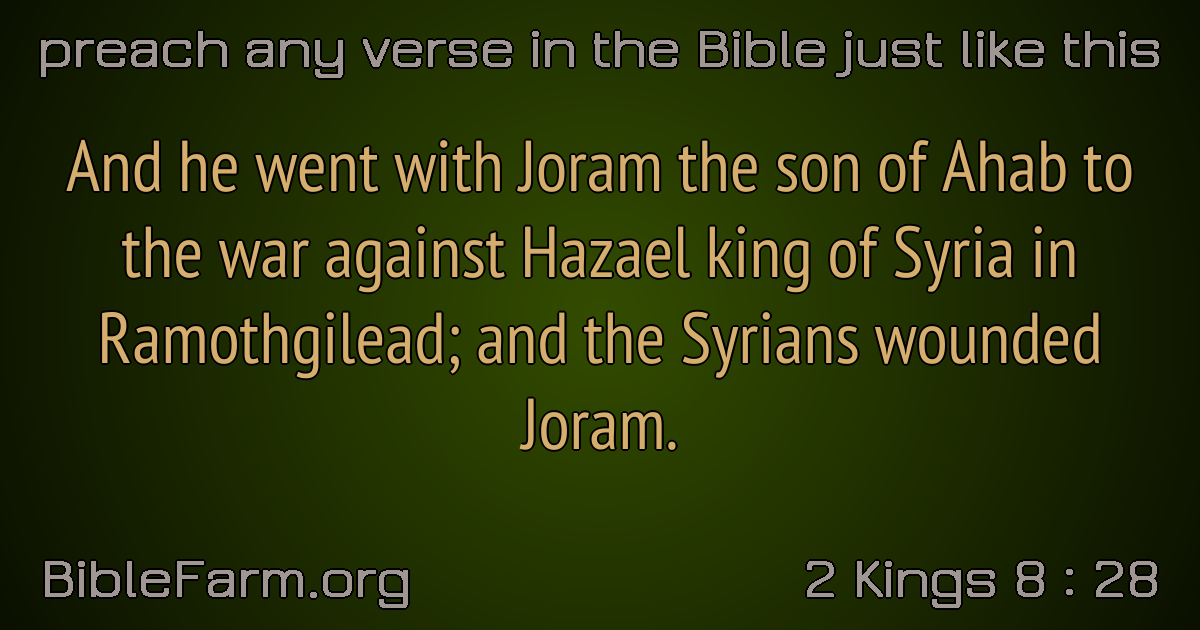 preach any verse in the Bible just like this
And he went with Joram the son of Ahab to
the war against Hazael king of Syria in
Ramothgilead; and the Syrians wounded
Joram.
BibleFarm.org
2 Kings 8 : 28